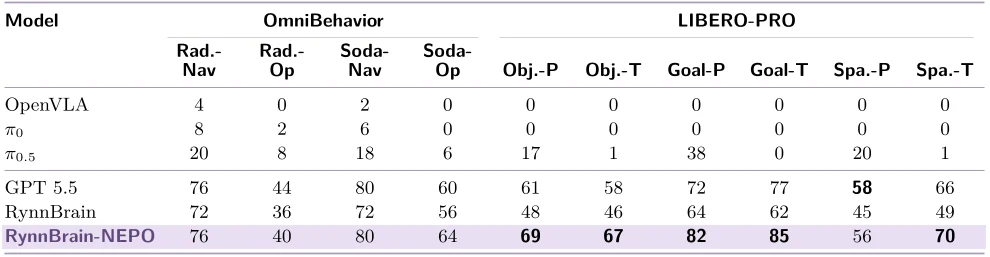 Model OmniBehavior LIBERO-PRO
Rad.- Rad.- Soda- Soda-
Nav Op Nav Op Obj.-P Obj.-T Goal-P Goal-T Spa.-P Spa.-T
OpenVLA 4 0 2 0 0 0 0 0 0 0
π₀ 8 2 6 0 0 0 0 0 0 0
π₀.₅ 20 8 18 6 17 1 38 0 20 1
GPT 5.5 76 44 80 60 61 58 72 77 58 66
RynnBrain 72 36 72 56 48 46 64 62 45 49
RynnBrain-NEPO 76 40 80 64 69 67 82 85 56 70